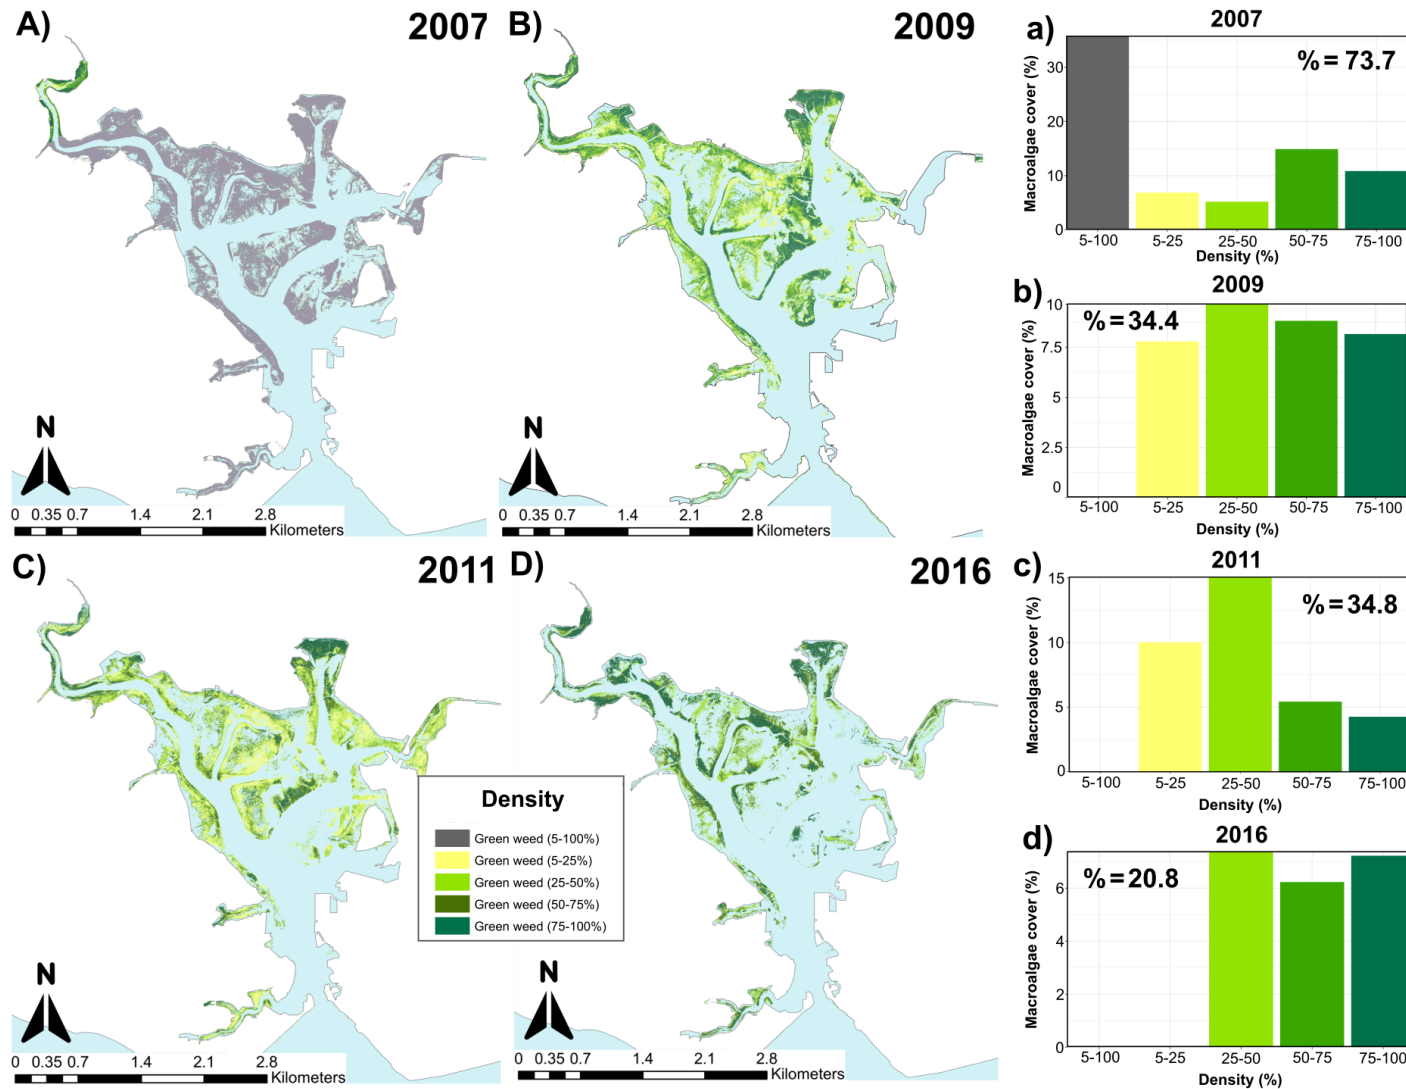 A)
2007
N
0 0.35 0.7 1.4 2.1 2.8
Kilometers
B)
2009
N
0 0.35 0.7 1.4 2.1 2.8
Kilometers
C)
2011
N
0 0.35 0.7 1.4 2.1 2.8
Kilometers
D)
2016
N
0 0.35 0.7 1.4 2.1 2.8
Kilometers
Density
Green weed (5-100%)
Green weed (5-25%)
Green weed (25-50%)
Green weed (50-75%)
Green weed (75-100%)
a)
2007
% = 73.7
Macroalgae cover (%)
30
20
10
0
5-100 5-25 25-50 50-75 75-100
Density (%)
b)
2009
% = 34.4
Macroalgae cover (%)
10
7.5
5
2.5
0
5-100 5-25 25-50 50-75 75-100
Density (%)
c)
2011
% = 34.8
Macroalgae cover (%)
15
10
5
0
5-100 5-25 25-50 50-75 75-100
Density (%)
d)
2016
% = 20.8
Macroalgae cover (%)
6
4
2
0
5-100 5-25 25-50 50-75 75-100
Density (%)